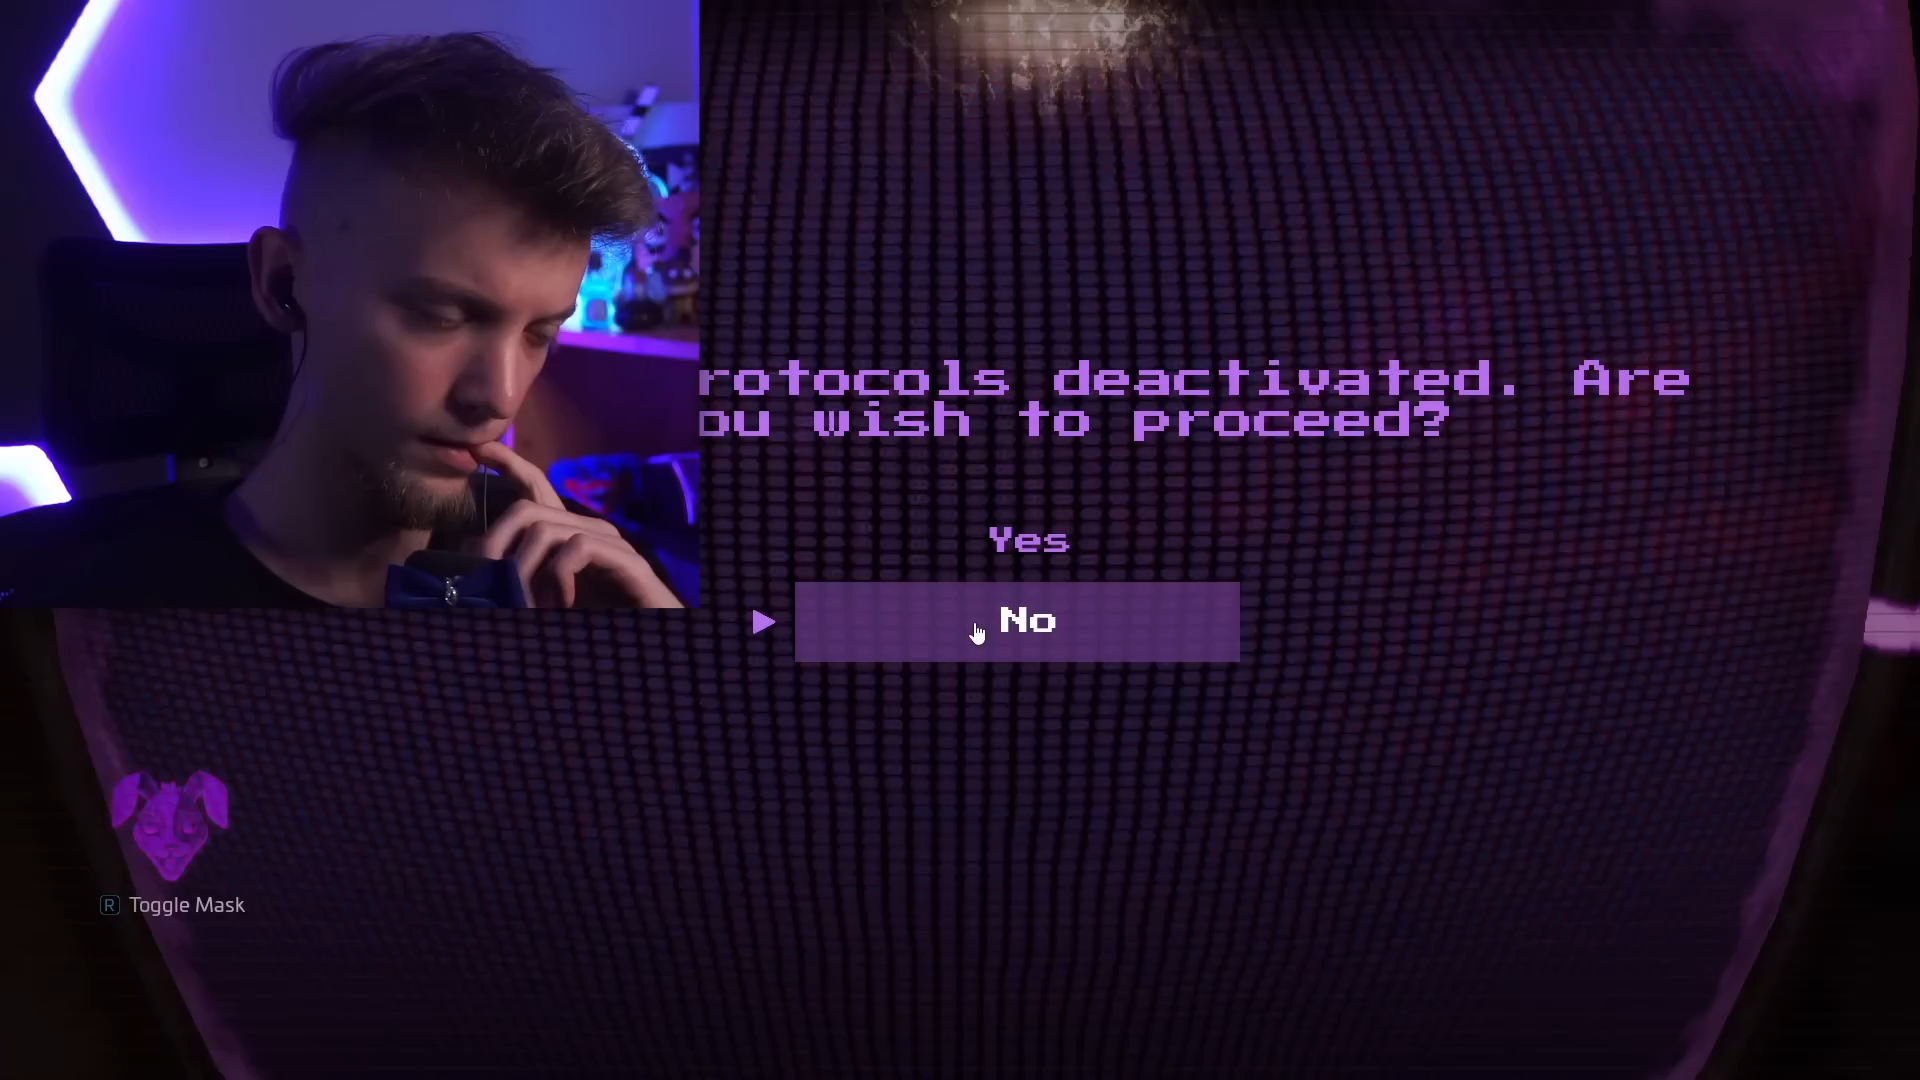 rotocols deactivated. Are
ou wish to proceed?
Yes
No
R Toggle Mask